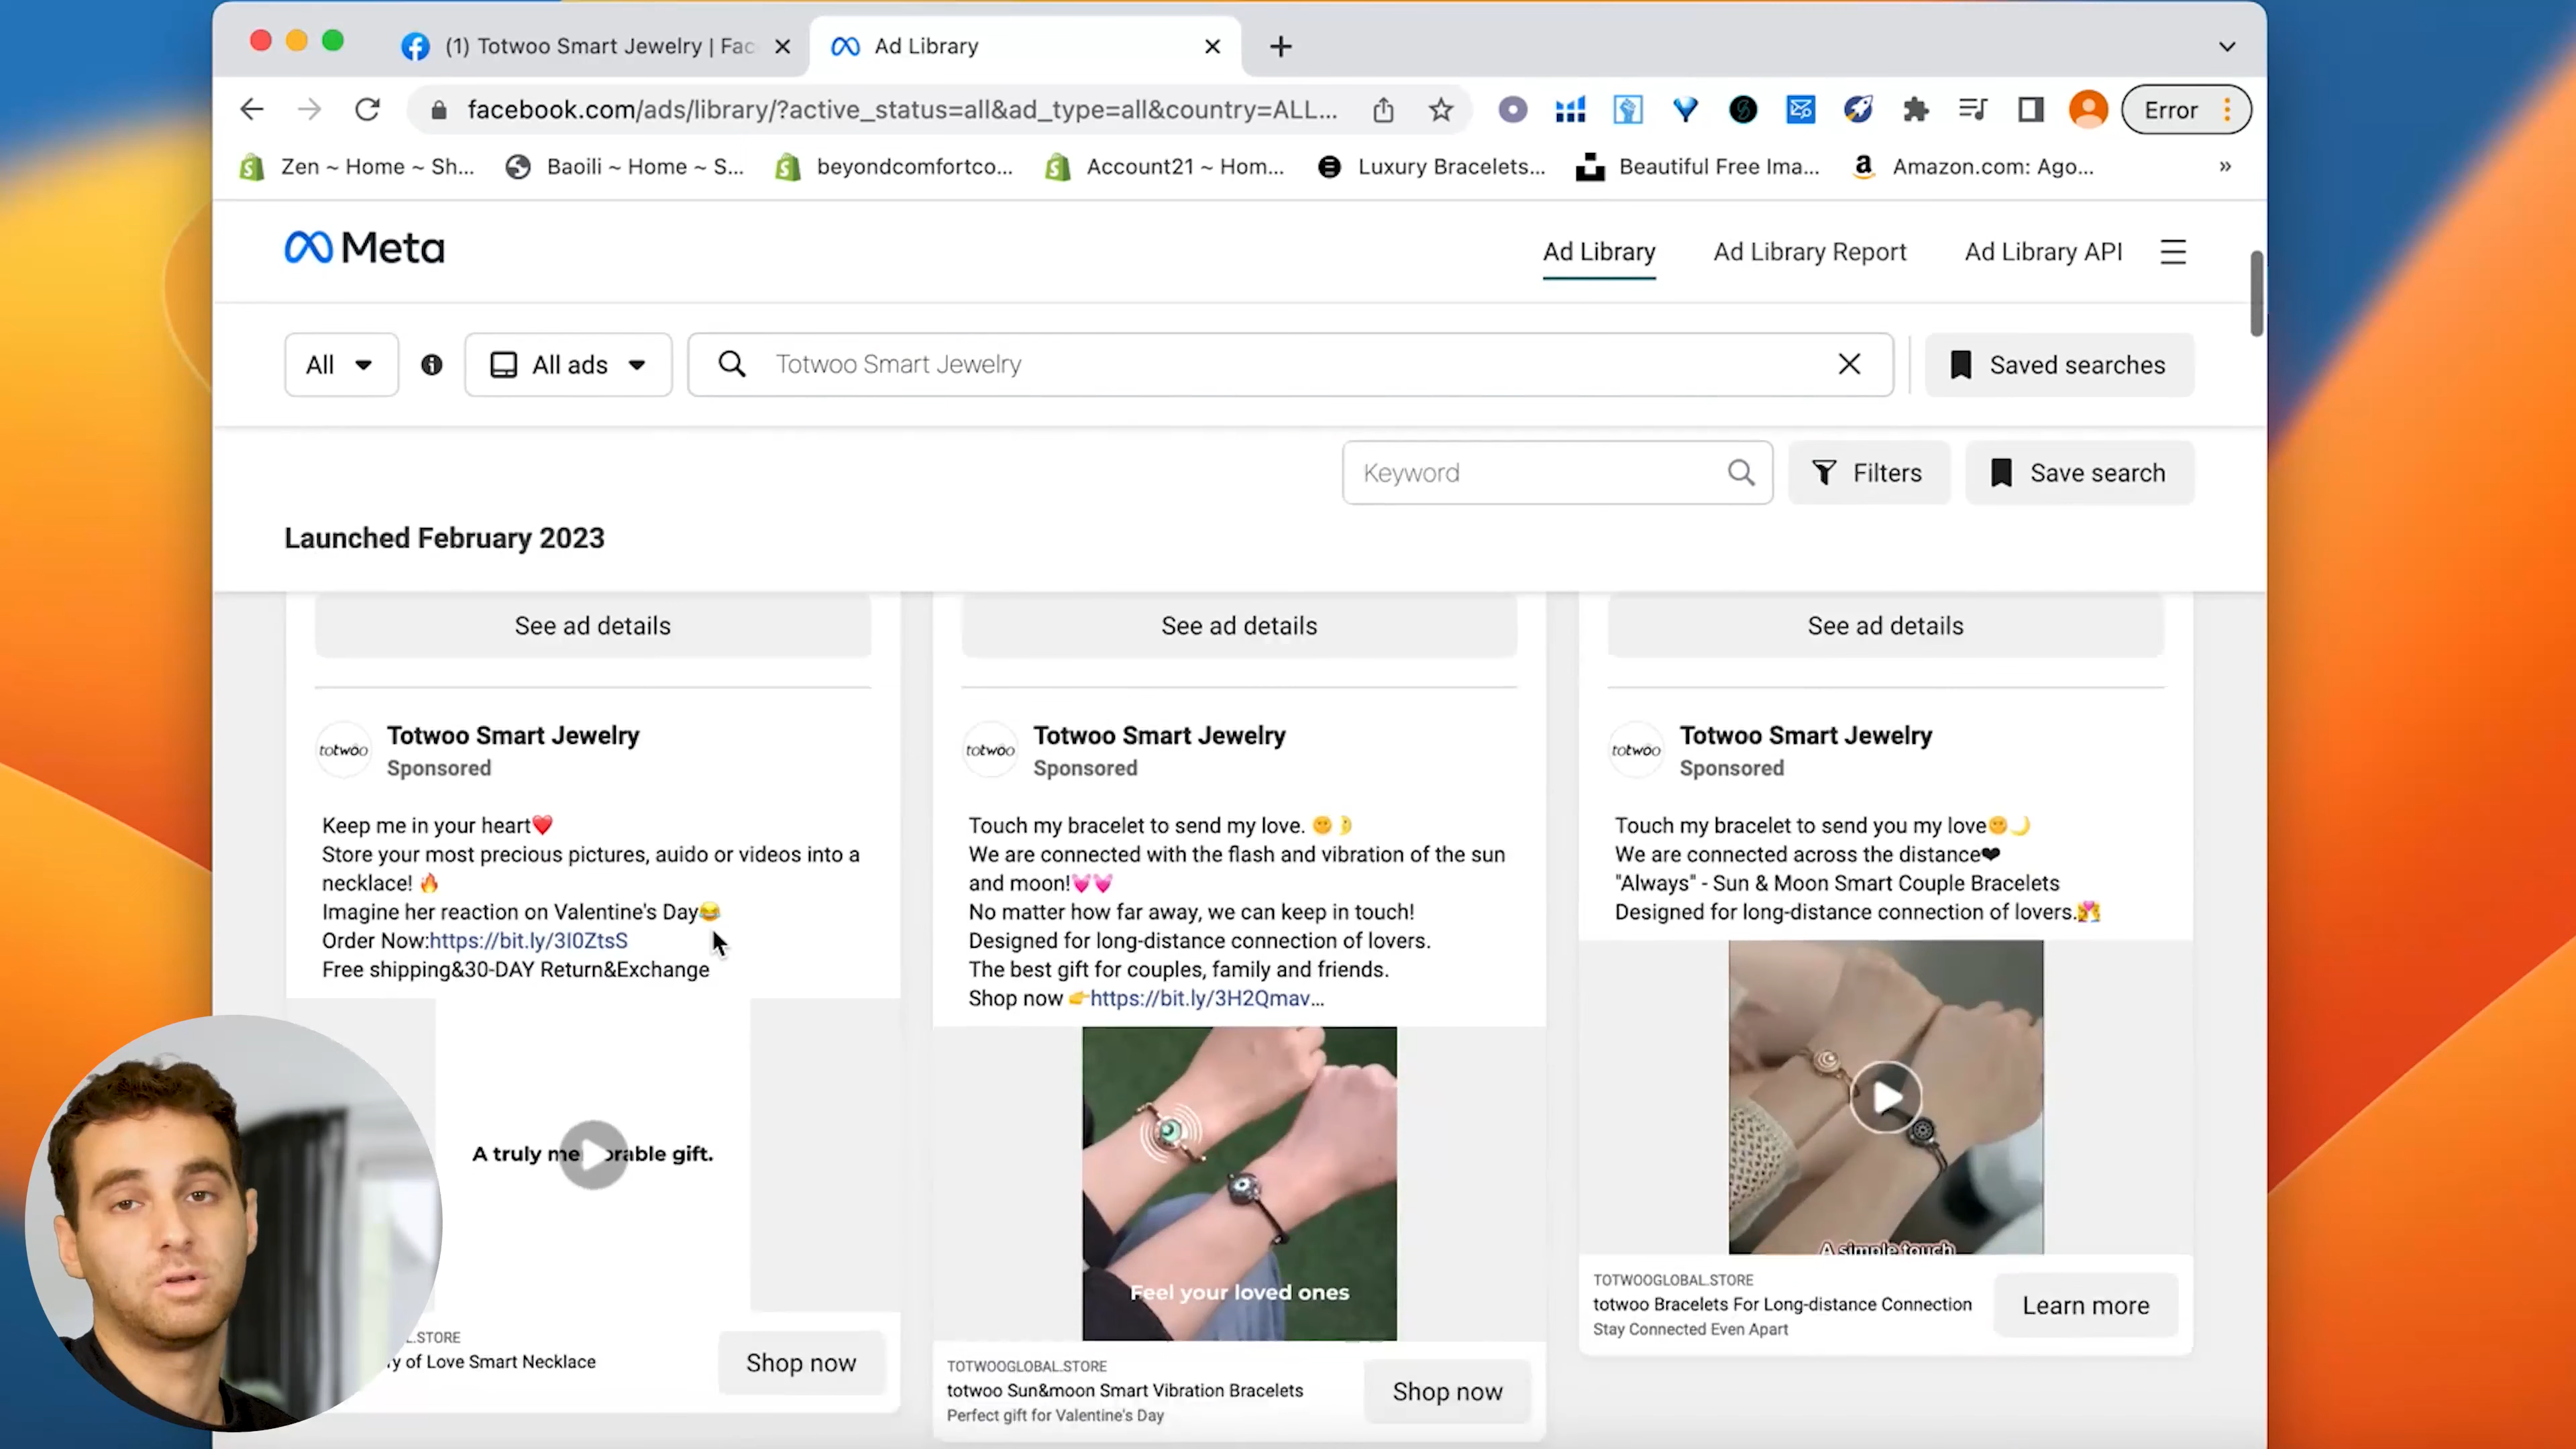 (1) Totwoo Smart Jewelry | Fac
Ad Library
facebook.com/ads/library/?active_status=all&ad_type=all&country=ALL...
Error
Zen ~ Home ~ Sh...
Baoili ~ Home ~ S...
beyondcomfortco...
Account21 ~ Hom...
Luxury Bracelets...
Beautiful Free Ima...
Amazon.com: Ago...
»
Meta
Ad Library
Ad Library Report
Ad Library API
All
All ads
Totwoo Smart Jewelry
Saved searches
Keyword
Filters
Save search
Launched February 2023
See ad details
totwoo
Totwoo Smart Jewelry
Sponsored
Keep me in your heart❤️
Store your most precious pictures, auido or videos into a
necklace! 🔥
Imagine her reaction on Valentine's Day😂
Order Now:https://bit.ly/3I0ZtsS
Free shipping&30-DAY Return&Exchange
A truly me orable gift.
L.STORE
y of Love Smart Necklace
Shop now
See ad details
totwoo
Totwoo Smart Jewelry
Sponsored
Touch my bracelet to send my love. 🌞🌛
We are connected with the flash and vibration of the sun
and moon!💓💓
No matter how far away, we can keep in touch!
Designed for long-distance connection of lovers.
The best gift for couples, family and friends.
Shop now 👉https://bit.ly/3H2Qmav...
Feel your loved ones
TOTWOOGLOBAL.STORE
totwoo Sun&moon Smart Vibration Bracelets
Perfect gift for Valentine's Day
Shop now
See ad details
totwoo
Totwoo Smart Jewelry
Sponsored
Touch my bracelet to send you my love🌞🌙
We are connected across the distance❤
"Always" - Sun & Moon Smart Couple Bracelets
Designed for long-distance connection of lovers.💏
A simple touch
TOTWOOGLOBAL.STORE
totwoo Bracelets For Long-distance Connection
Stay Connected Even Apart
Learn more